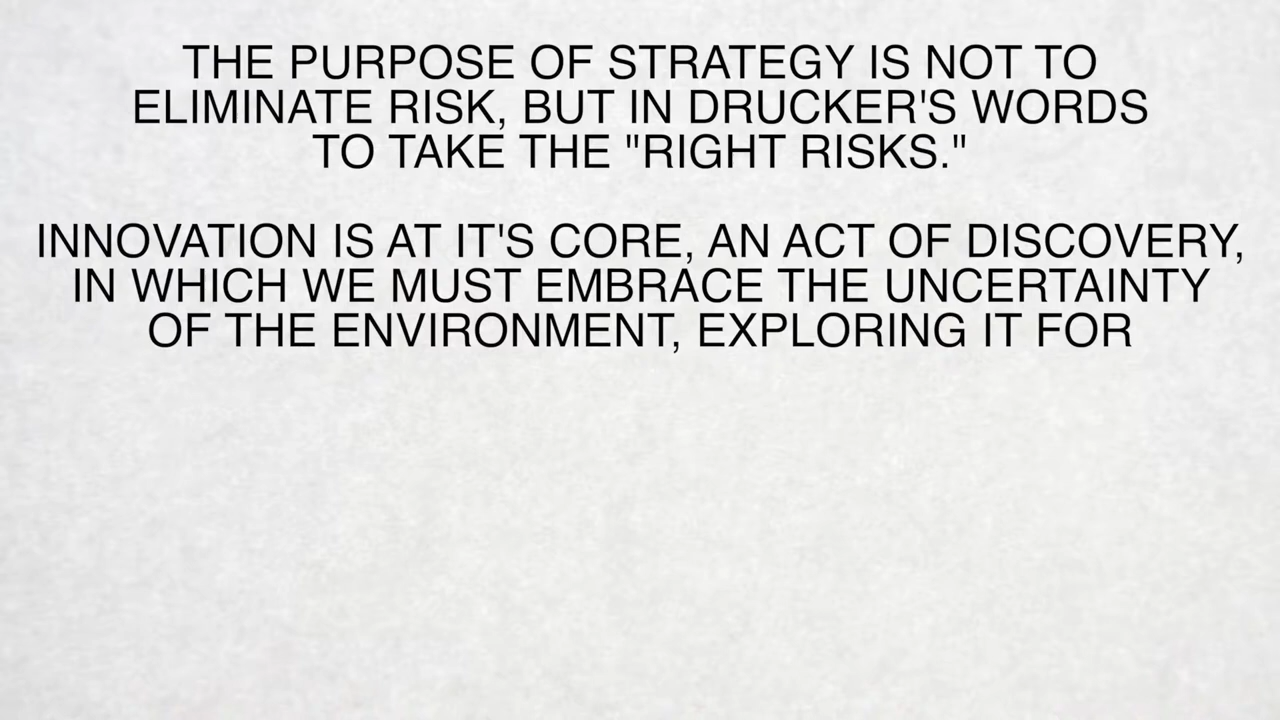 THE PURPOSE OF STRATEGY IS NOT TO
ELIMINATE RISK, BUT IN DRUCKER'S WORDS
TO TAKE THE "RIGHT RISKS."
INNOVATION IS AT IT'S CORE, AN ACT OF DISCOVERY,
IN WHICH WE MUST EMBRACE THE UNCERTAINTY
OF THE ENVIRONMENT, EXPLORING IT FOR